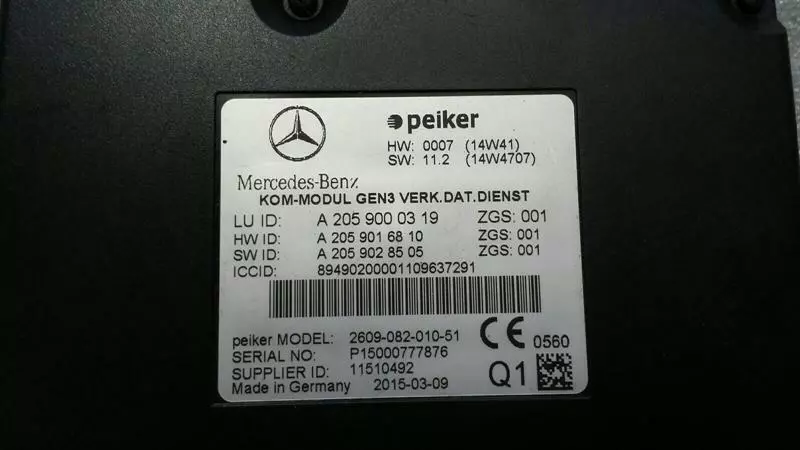 peiker
HW: 0007 (14W41)
SW: 11.2 (14W4707)
Mercedes-Benz
KOM-MODUL GEN3 VERK.DAT.DIENST
LU ID: A 205 900 03 19 ZGS: 001
HW ID: A 205 901 68 10 ZGS: 001
SW ID: A 205 902 85 05 ZGS: 001
ICCID: 89490200001109637291
peiker MODEL: 2609-082-010-51 CE 0560
SERIAL NO: P15000777876
SUPPLIER ID: 11510492 Q1
Made in Germany 2015-03-09